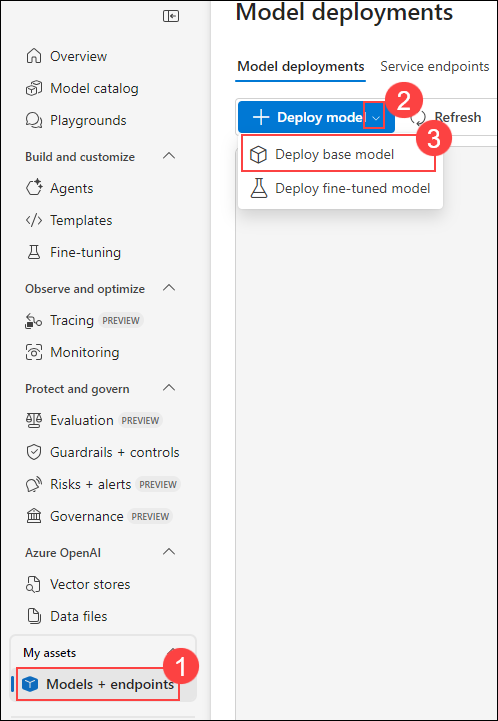 Overview
Model catalog
Playgrounds
Build and customize
Agents
Templates
Fine-tuning
Observe and optimize
Tracing PREVIEW
Monitoring
Protect and govern
Evaluation PREVIEW
Guardrails + controls
Risks + alerts PREVIEW
Governance PREVIEW
Azure OpenAI
Vector stores
Data files
My assets
1
Models + endpoints
Model deployments
Model deployments Service endpoints
2
Deploy model Refresh
3
Deploy base model
Deploy fine-tuned model